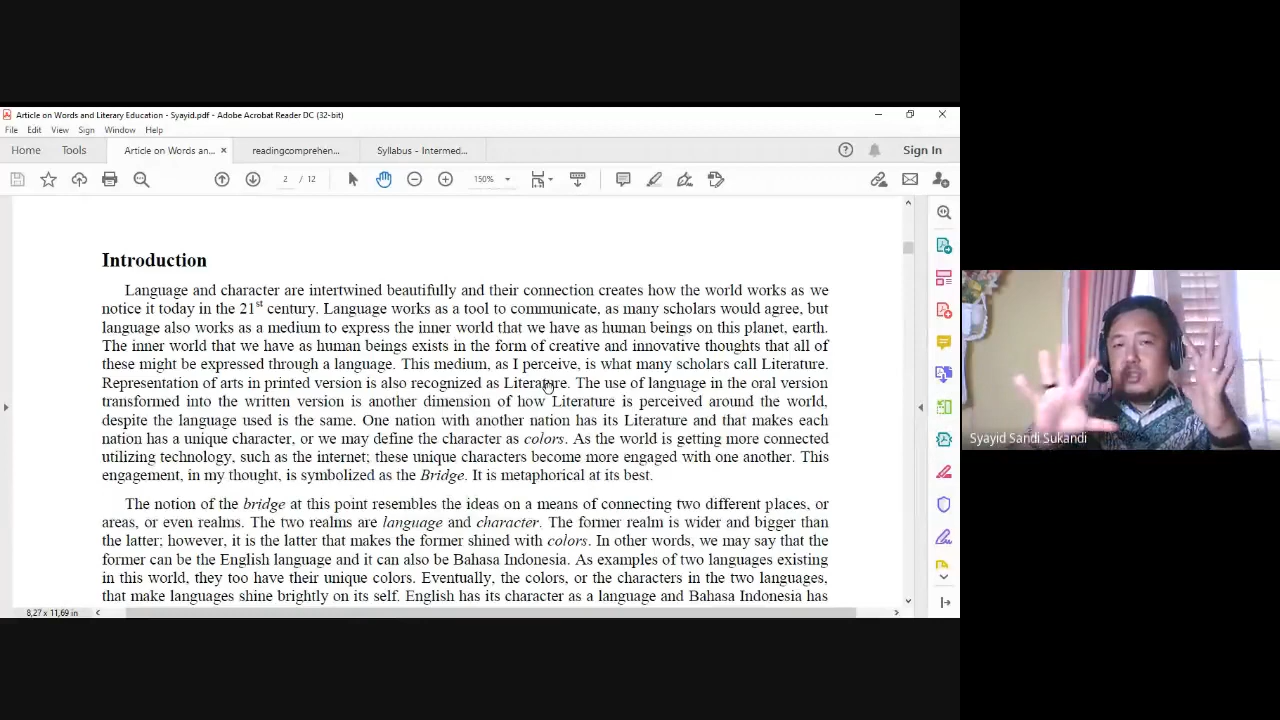 Article on Words and Literary Education - Syayid.pdf - Adobe Acrobat Reader DC (32-bit)
File Edit View Sign Window Help
Home Tools Article on Words an... × readingcomprehen... Syllabus - Intermed... Sign In
2 / 12 150%
Introduction
Language and character are intertwined beautifully and their connection creates how the world works as we
notice it today in the 21st century. Language works as a tool to communicate, as many scholars would agree, but
language also works as a medium to express the inner world that we have as human beings on this planet, earth.
The inner world that we have as human beings exists in the form of creative and innovative thoughts that all of
these might be expressed through a language. This medium, as I perceive, is what many scholars call Literature.
Representation of arts in printed version is also recognized as Literature. The use of language in the oral version
transformed into the written version is another dimension of how Literature is perceived around the world,
despite the language used is the same. One nation with another nation has its Literature and that makes each
nation has a unique character, or we may define the character as colors. As the world is getting more connected
utilizing technology, such as the internet; these unique characters become more engaged with one another. This
engagement, in my thought, is symbolized as the Bridge. It is metaphorical at its best.
The notion of the bridge at this point resembles the ideas on a means of connecting two different places, or
areas, or even realms. The two realms are language and character. The former realm is wider and bigger than
the latter; however, it is the latter that makes the former shined with colors. In other words, we may say that the
former can be the English language and it can also be Bahasa Indonesia. As examples of two languages existing
in this world, they too have their unique colors. Eventually, the colors, or the characters in the two languages,
that make languages shine brightly on its self. English has its character as a language and Bahasa Indonesia has
8,27 x 11,69 in
Syayid Sandi Sukandi